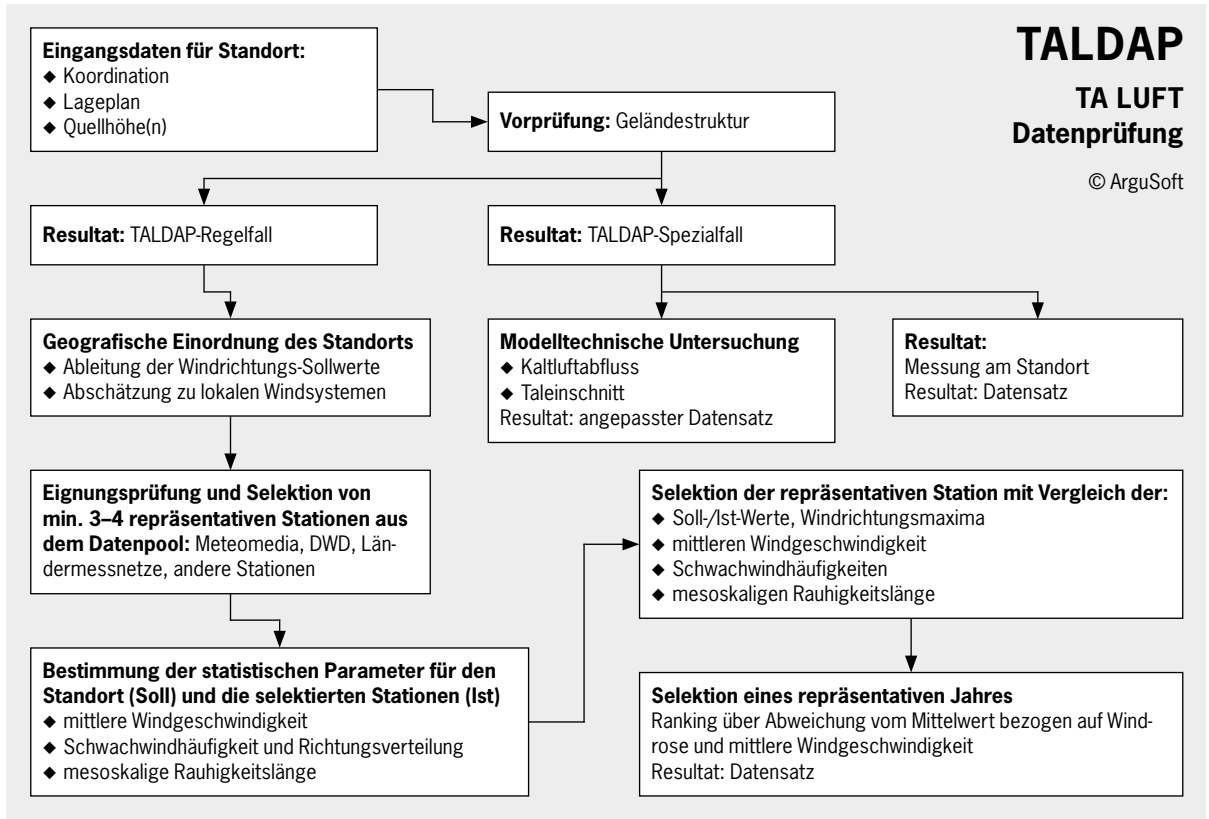 TALDAP
TA LUFT
Datenprüfung
© ArguSoft
Eingangsdaten für Standort:
◆ Koordination
◆ Lageplan
◆ Quellhöhe(n)
Vorprüfung: Geländestruktur
Resultat: TALDAP-Regelfall
Resultat: TALDAP-Spezialfall
Geografische Einordnung des Standorts
◆ Ableitung der Windrichtungs-Sollwerte
◆ Abschätzung zu lokalen Windsystemen
Modelltechnische Untersuchung
◆ Kaltluftabfluss
◆ Taleinschnitt
Resultat: angepasster Datensatz
Resultat:
Messung am Standort
Resultat: Datensatz
Eignungsprüfung und Selektion von
min. 3–4 repräsentativen Stationen aus
dem Datenpool: Meteomedia, DWD, Län-
dermessnetze, andere Stationen
Bestimmung der statistischen Parameter für den
Standort (Soll) und die selektierten Stationen (Ist)
◆ mittlere Windgeschwindigkeit
◆ Schwachwindhäufigkeit und Richtungsverteilung
◆ mesoskalige Rauhigkeitslänge
Selektion der repräsentativen Station mit Vergleich der:
◆ Soll-/Ist-Werte, Windrichtungsmaxima
◆ mittleren Windgeschwindigkeit
◆ Schwachwindhäufigkeiten
◆ mesoskaligen Rauhigkeitslänge
Selektion eines repräsentativen Jahres
Ranking über Abweichung vom Mittelwert bezogen auf Wind-
rose und mittlere Windgeschwindigkeit
Resultat: Datensatz